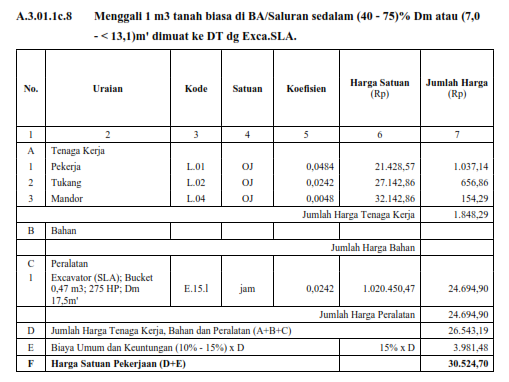 A.3.01.1c.8 Menggali 1 m3 tanah biasa di BA/Saluran sedalam (40 - 75)% Dm atau (7,0
- < 13,1)m' dimuat ke DT dg Exca.SLA.
No. Uraian Kode Satuan Koefisien Harga Satuan (Rp) Jumlah Harga (Rp)
1 2 3 4 5 6 7
A Tenaga Kerja
1 Pekerja L.01 OJ 0,0484 21.428,57 1.037,14
2 Tukang L.02 OJ 0,0242 27.142,86 656,86
3 Mandor L.04 OJ 0,0048 32.142,86 154,29
Jumlah Harga Tenaga Kerja 1.848,29
B Bahan
Jumlah Harga Bahan
C Peralatan
1 Excavator (SLA); Bucket
0,47 m3; 275 HP; Dm E.15.l jam 0,0242 1.020.450,47 24.694,90
17,5m'
Jumlah Harga Peralatan 24.694,90
D Jumlah Harga Tenaga Kerja, Bahan dan Peralatan (A+B+C) 26.543,19
E Biaya Umum dan Keuntungan (10% - 15%) x D 15% x D 3.981,48
F Harga Satuan Pekerjaan (D+E) 30.524,70